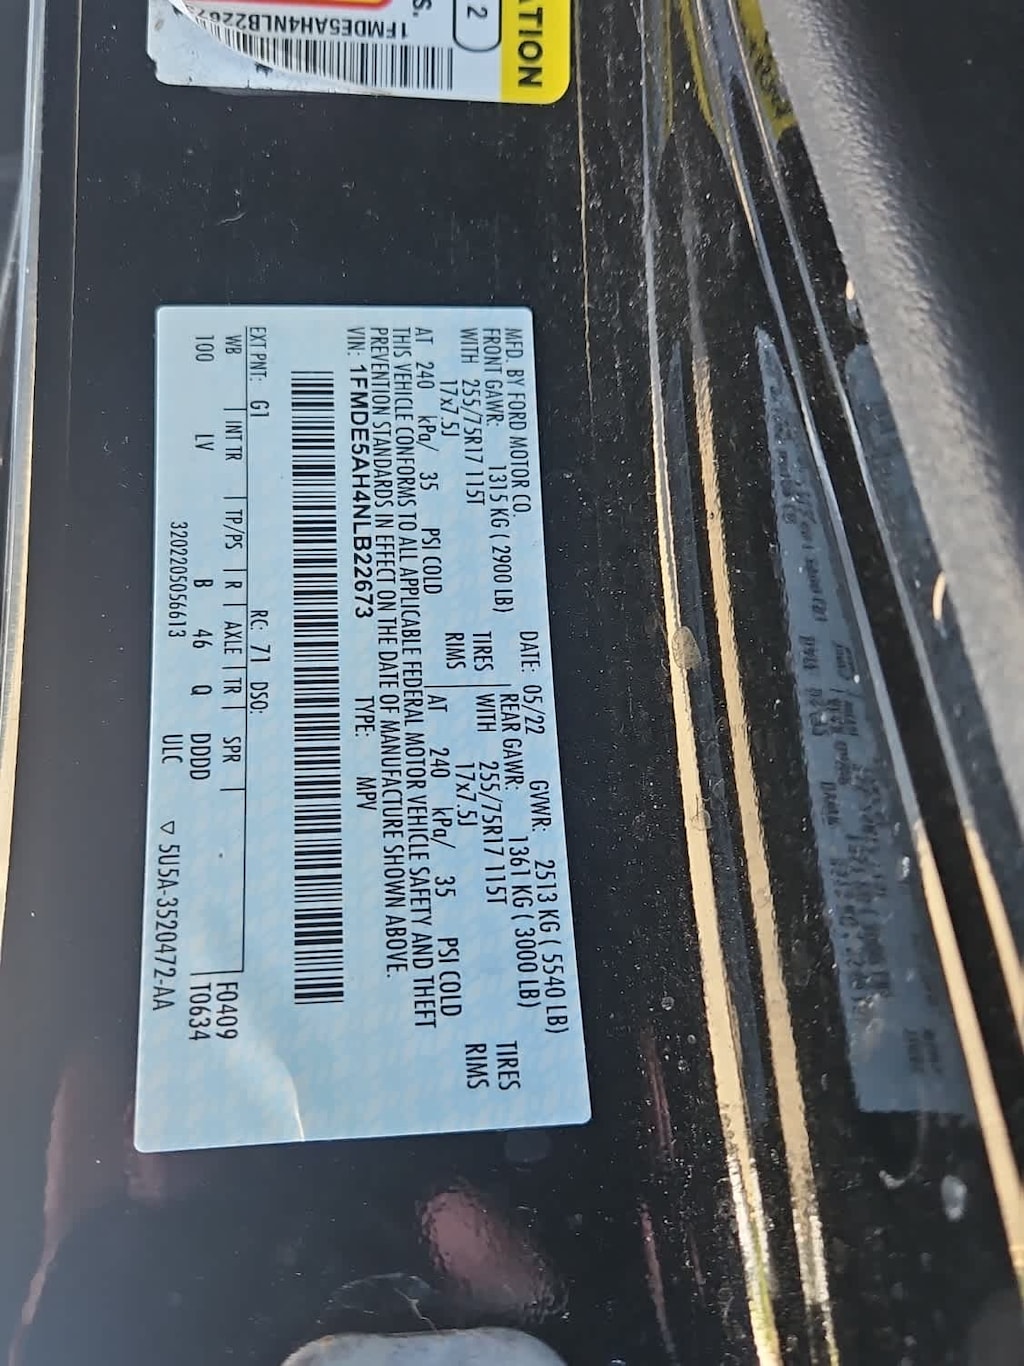 ATION
2
S.
1FMDE5AH4NLB22673
MFD. BY FORD MOTOR CO.
DATE: 05/22 GVWR: 2513 KG ( 5540 LB)
FRONT GAWR: 1315 KG ( 2900 LB) REAR GAWR: 1361 KG ( 3000 LB)
WITH 255/75R17 115T TIRES WITH 255/75R17 115T TIRES
17x7.5J RIMS 17x7.5J RIMS
AT 240 kPa/ 35 PSI COLD AT 240 kPa/ 35 PSI COLD
THIS VEHICLE CONFORMS TO ALL APPLICABLE FEDERAL MOTOR VEHICLE SAFETY AND THEFT
PREVENTION STANDARDS IN EFFECT ON THE DATE OF MANUFACTURE SHOWN ABOVE.
VIN: 1FMDE5AH4NLB22673 TYPE: MPV
EXT PNT: G1 RC: 71 DSO:
WB INT TR TP/PS R AXLE TR SPR F0409
100 LV B 46 Q DDDD T0634
32022050566​13 ULC ▽ 5U5A-3520472-AA